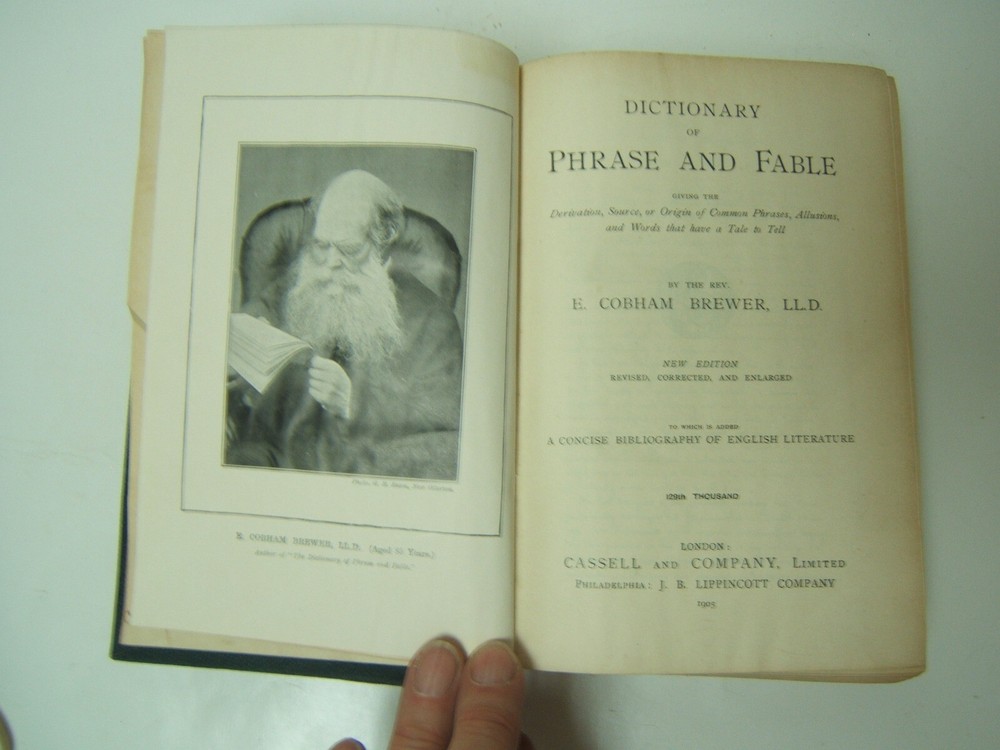 E. COBHAM BREWER, LL.D. (Aged Years.)
Author of "The Dictionary of Phrase and Fable."
DICTIONARY
OF
PHRASE AND FABLE
GIVING THE
Derivation, Source, or Origin of Common Phrases, Allusions,
and Words that have a Tale to Tell
BY THE REV.
E. COBHAM BREWER, LL.D.
NEW EDITION
REVISED, CORRECTED, AND ENLARGED
TO WHICH IS ADDED
A CONCISE BIBLIOGRAPHY OF ENGLISH LITERATURE
129th THOUSAND
LONDON:
CASSELL AND COMPANY, LIMITED
PHILADELPHIA: J. B. LIPPINCOTT COMPANY